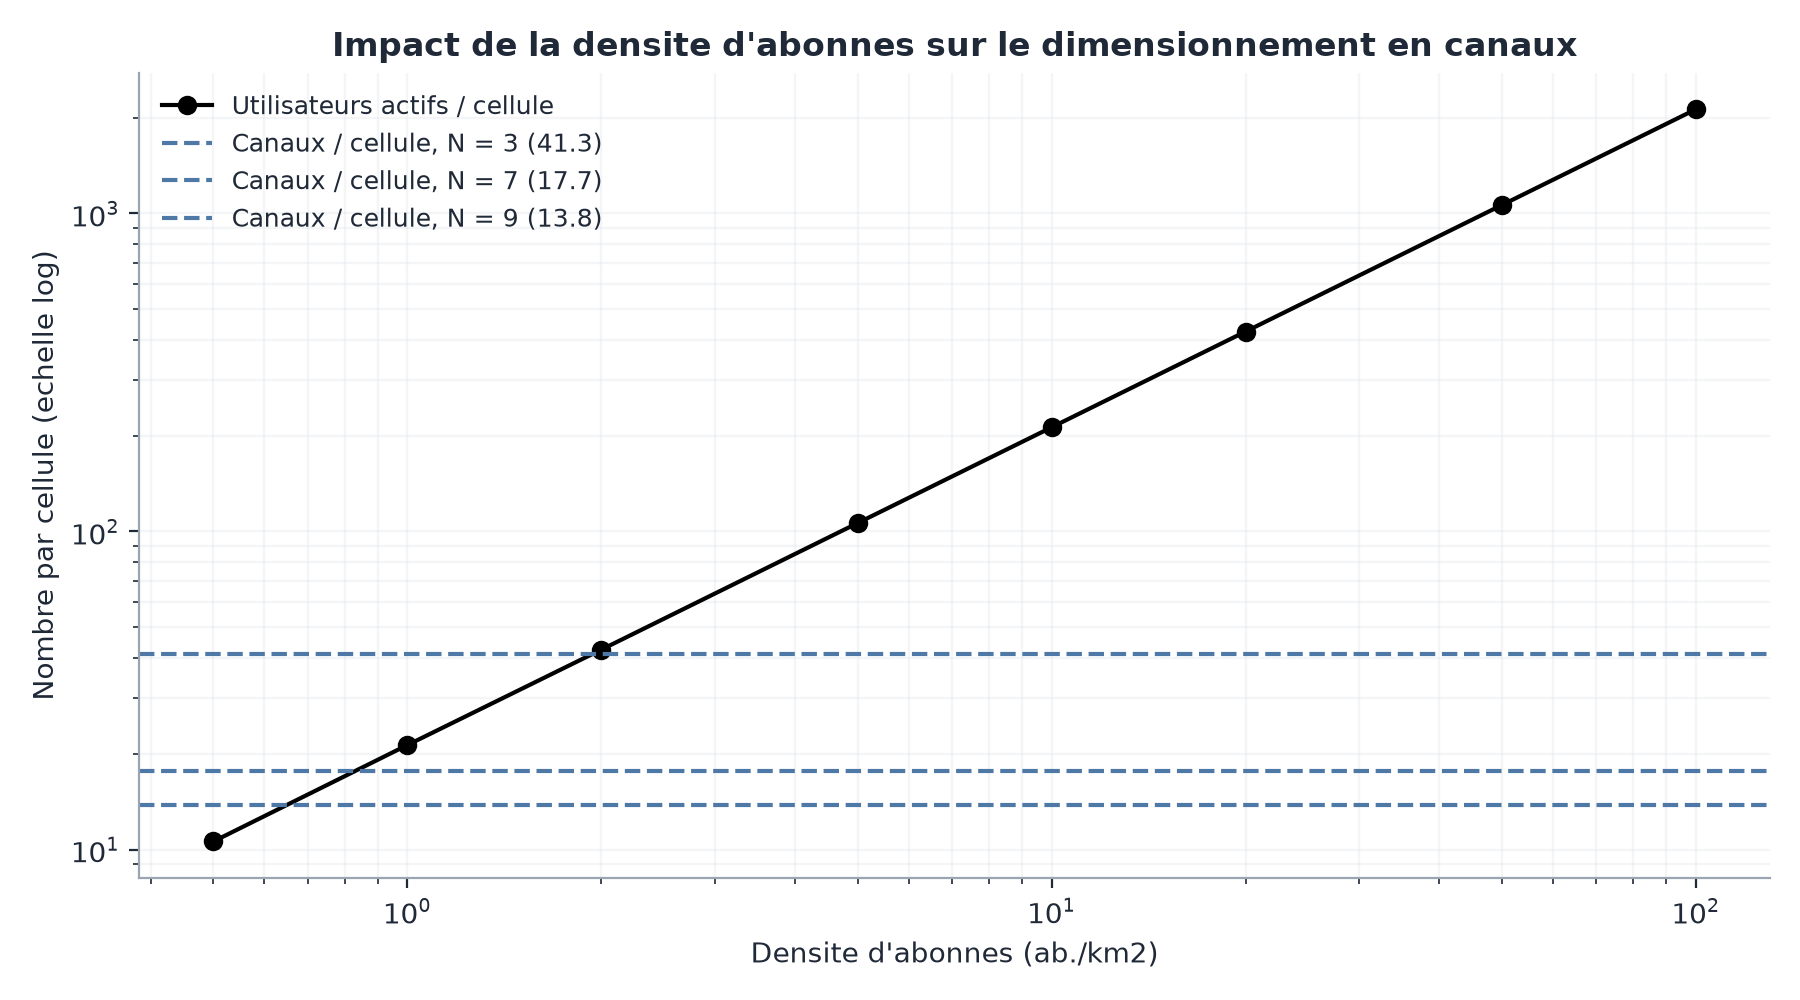 Impact de la densite d'abonnes sur le dimensionnement en canaux
Utilisateurs actifs / cellule
Canaux / cellule, N = 3 (41.3)
Canaux / cellule, N = 7 (17.7)
Canaux / cellule, N = 9 (13.8)
Nombre par cellule (echelle log)
10³
10²
10¹
10⁰
10¹
10²
Densite d'abonnes (ab./km2)